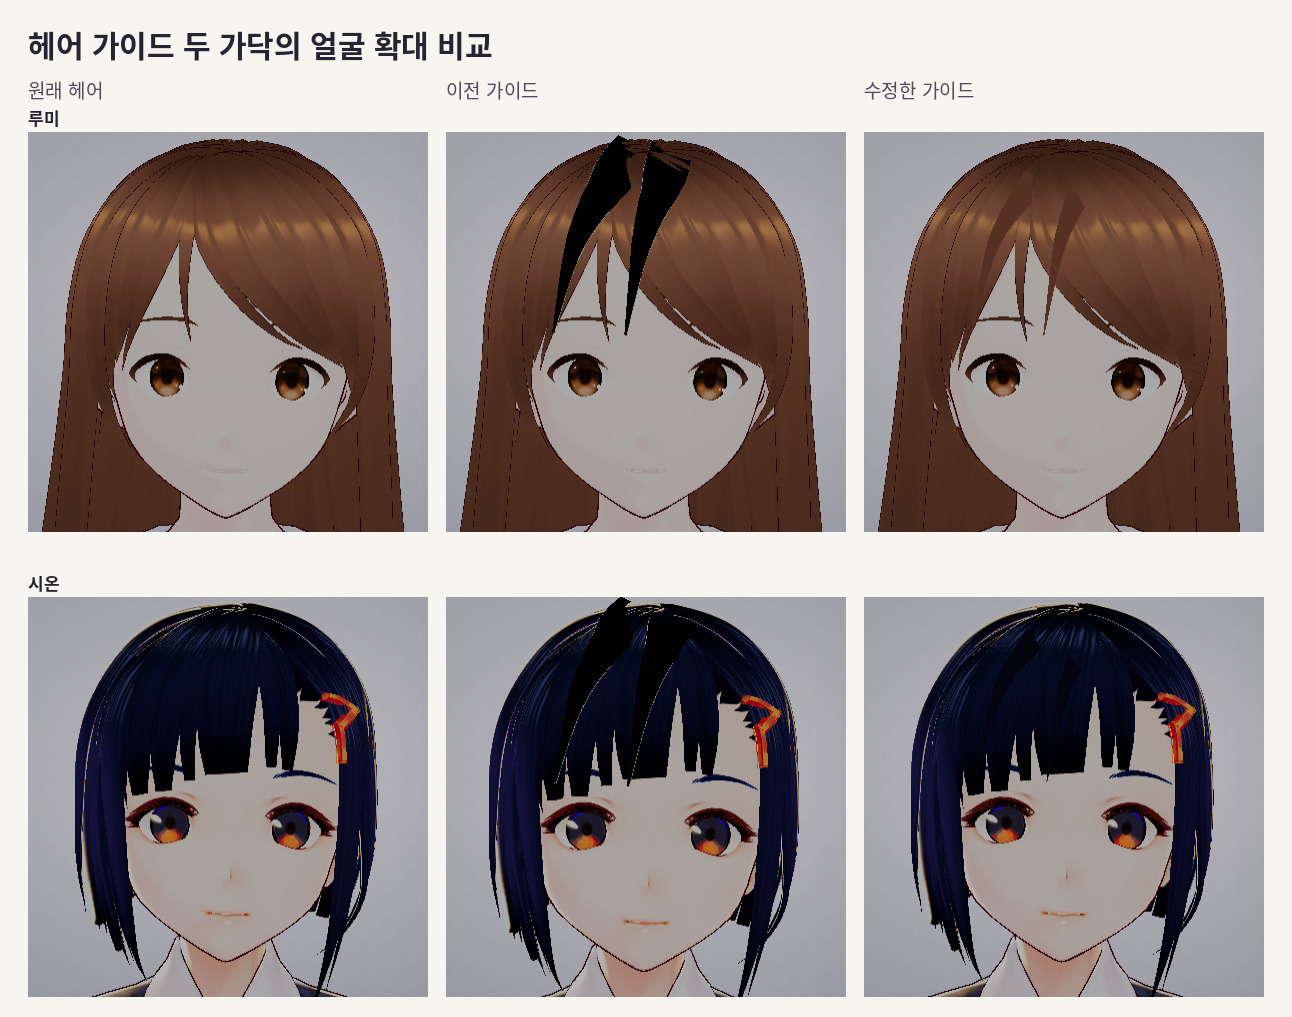 헤어 가이드 두 가닥의 얼굴 확대 비교
원래 헤어
이전 가이드
수정한 가이드
루미
시온